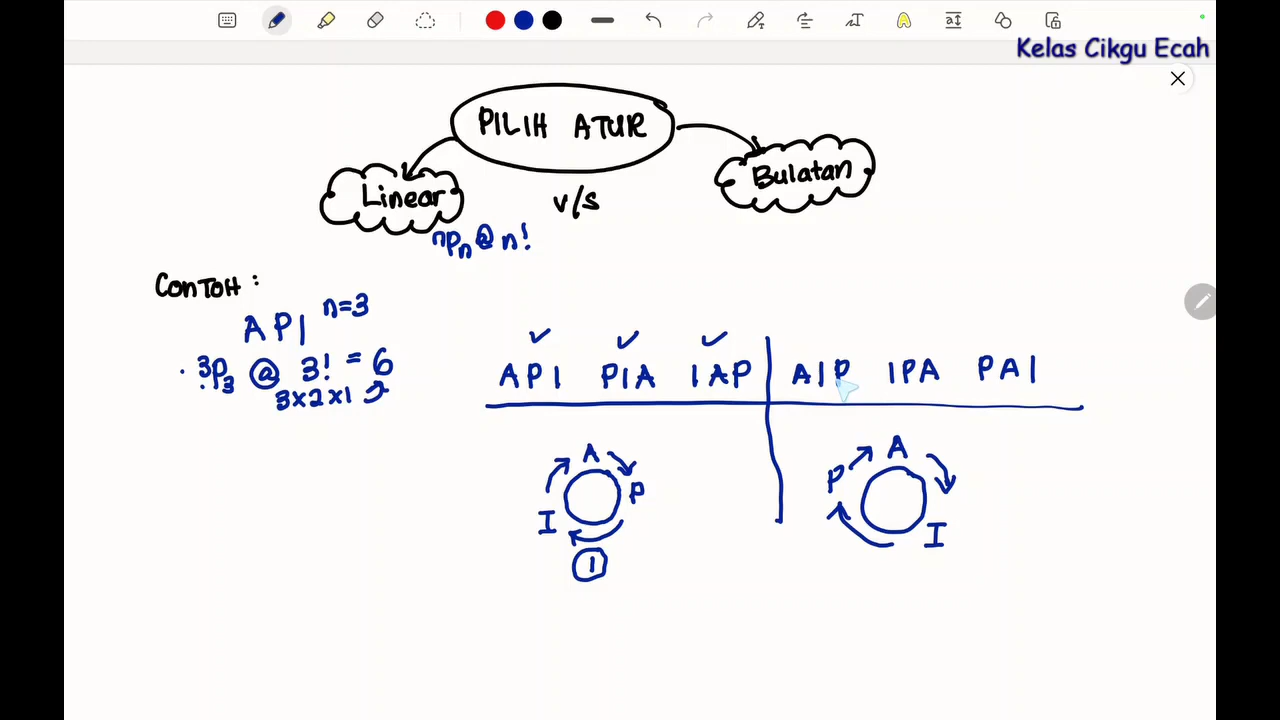 Kelas Cikgu Ecah
PILIH ATUR
Linear
v/s
Bulatan
nPn @ n!
CONTOH :
API n=3
3P3 @ 3! = 6
3x2x1
API PIA IAP AIP IPA PAI
A
P
I
1
A
P
I